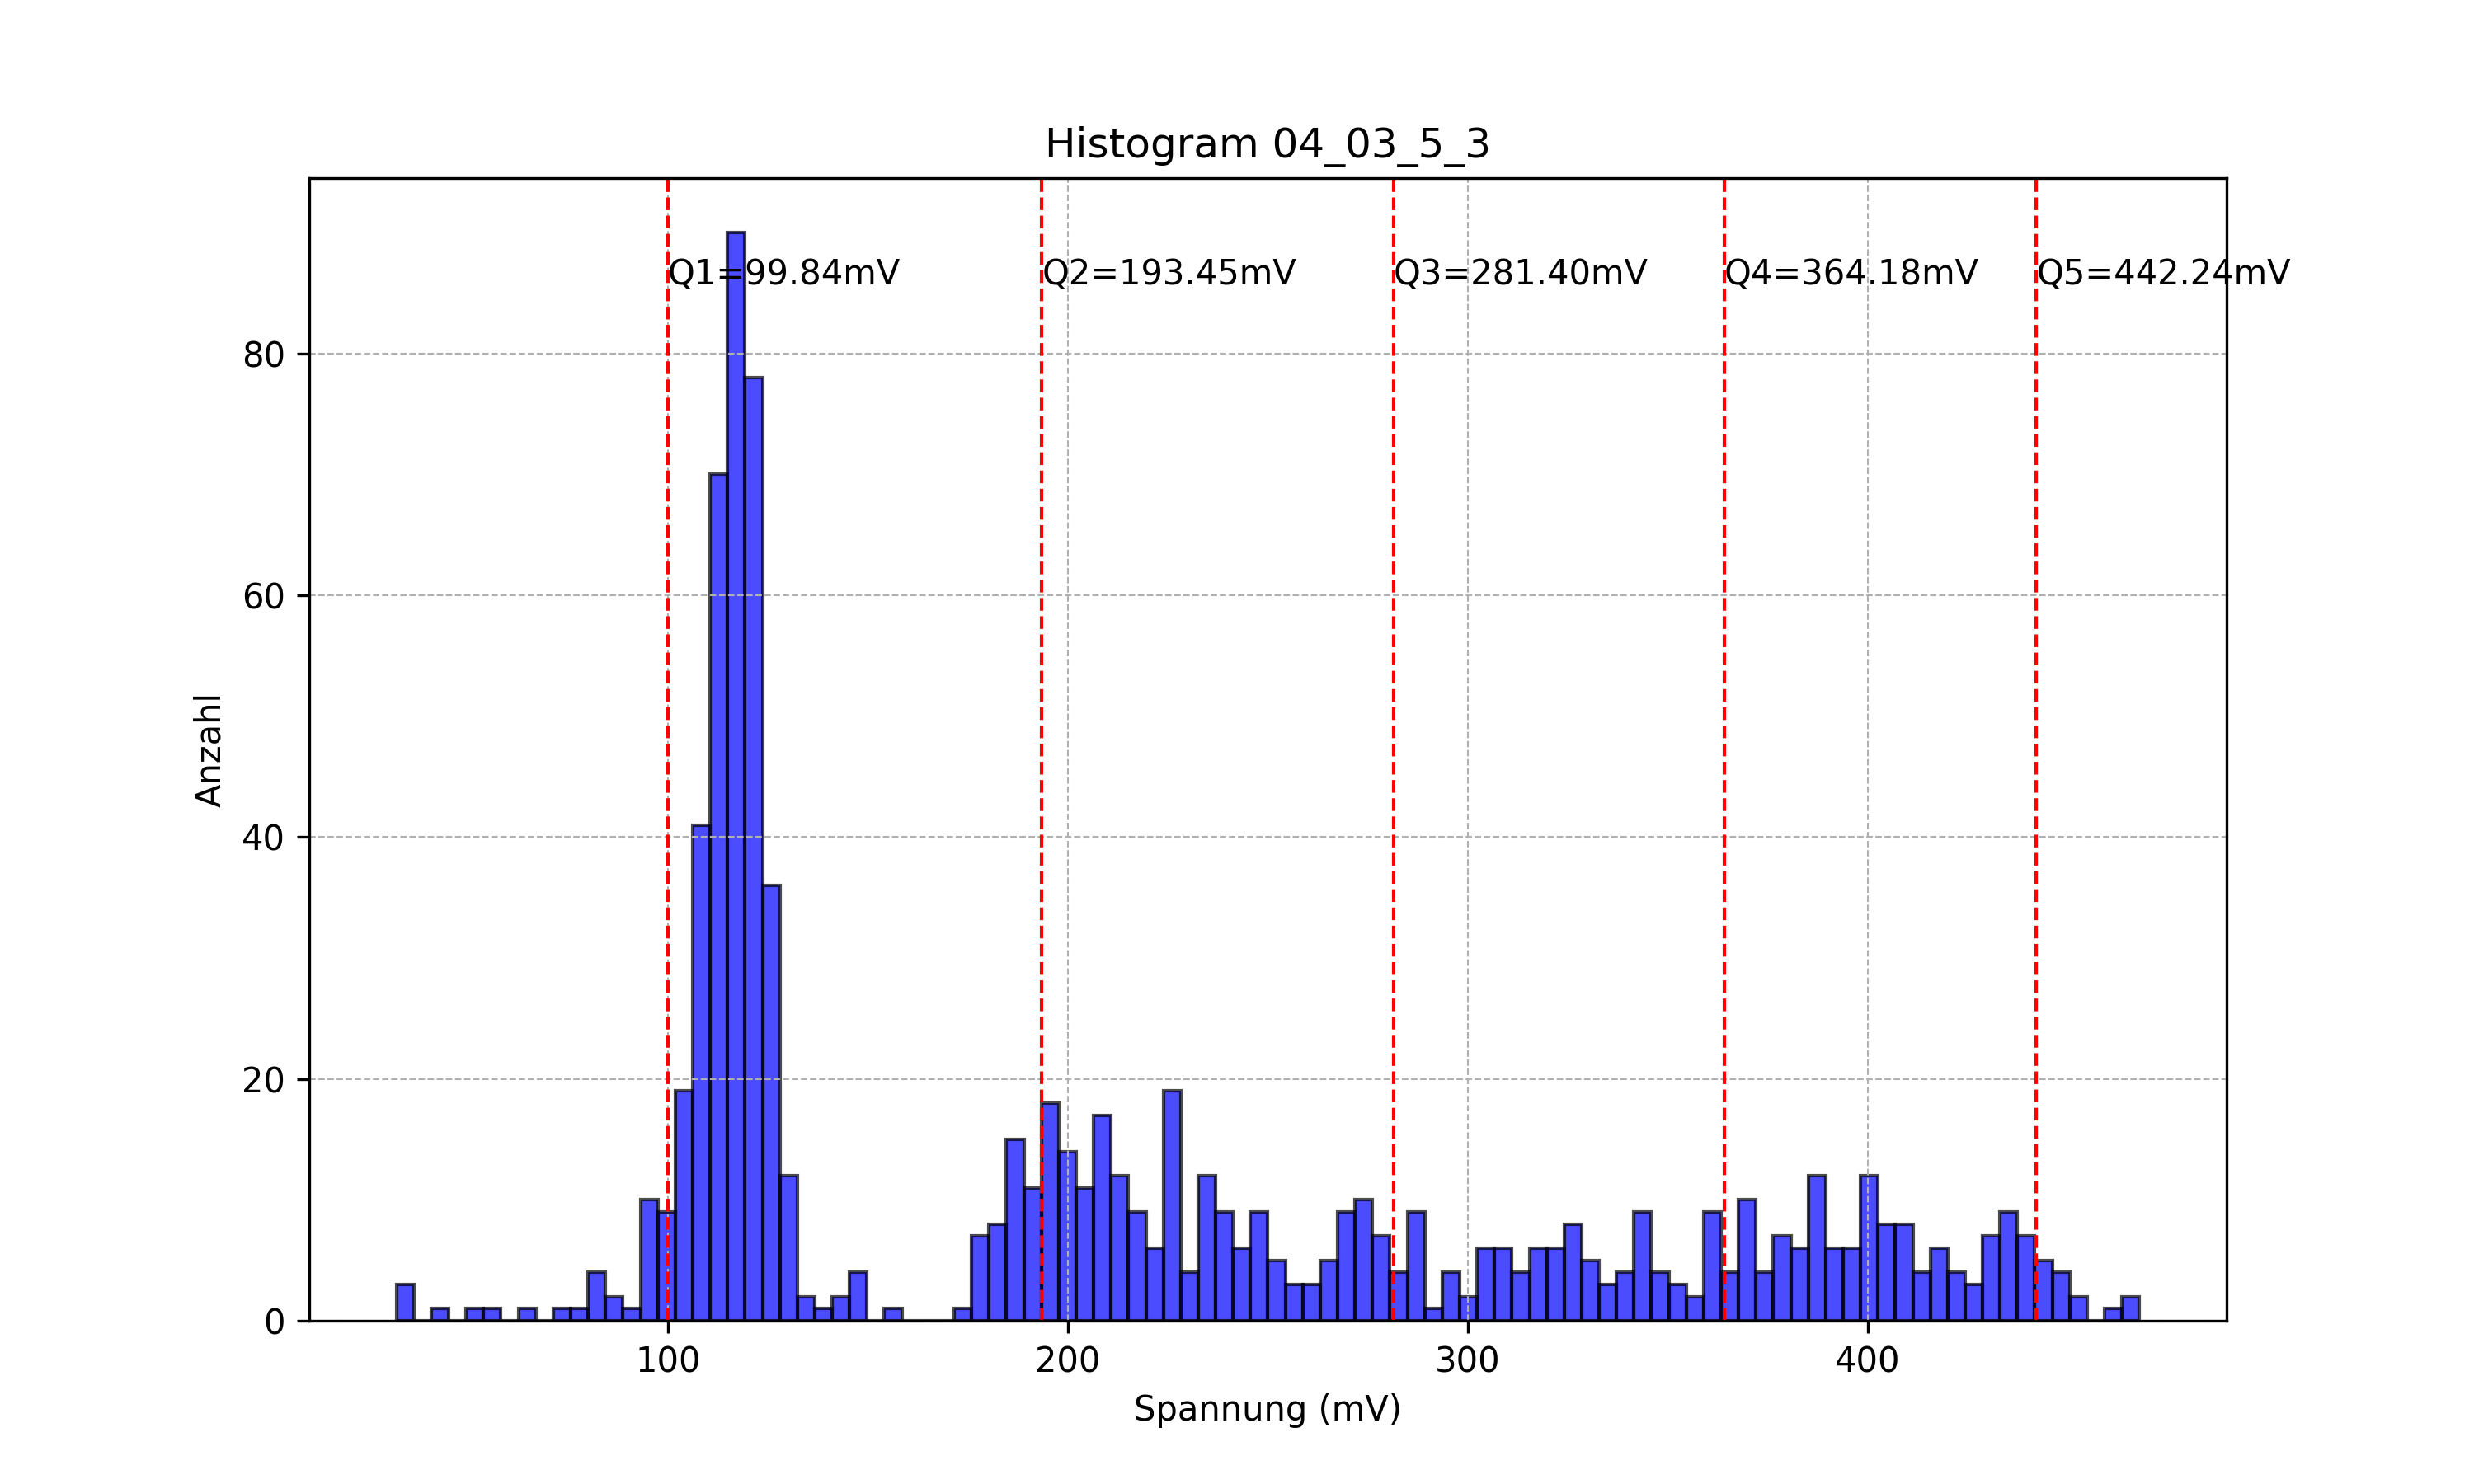 Histogram 04_03_5_3
Q1=99.84mV
Q2=193.45mV
Q3=281.40mV
Q4=364.18mV
Q5=442.24mV
Anzahl
80
60
40
20
0
100
200
300
400
Spannung (mV)